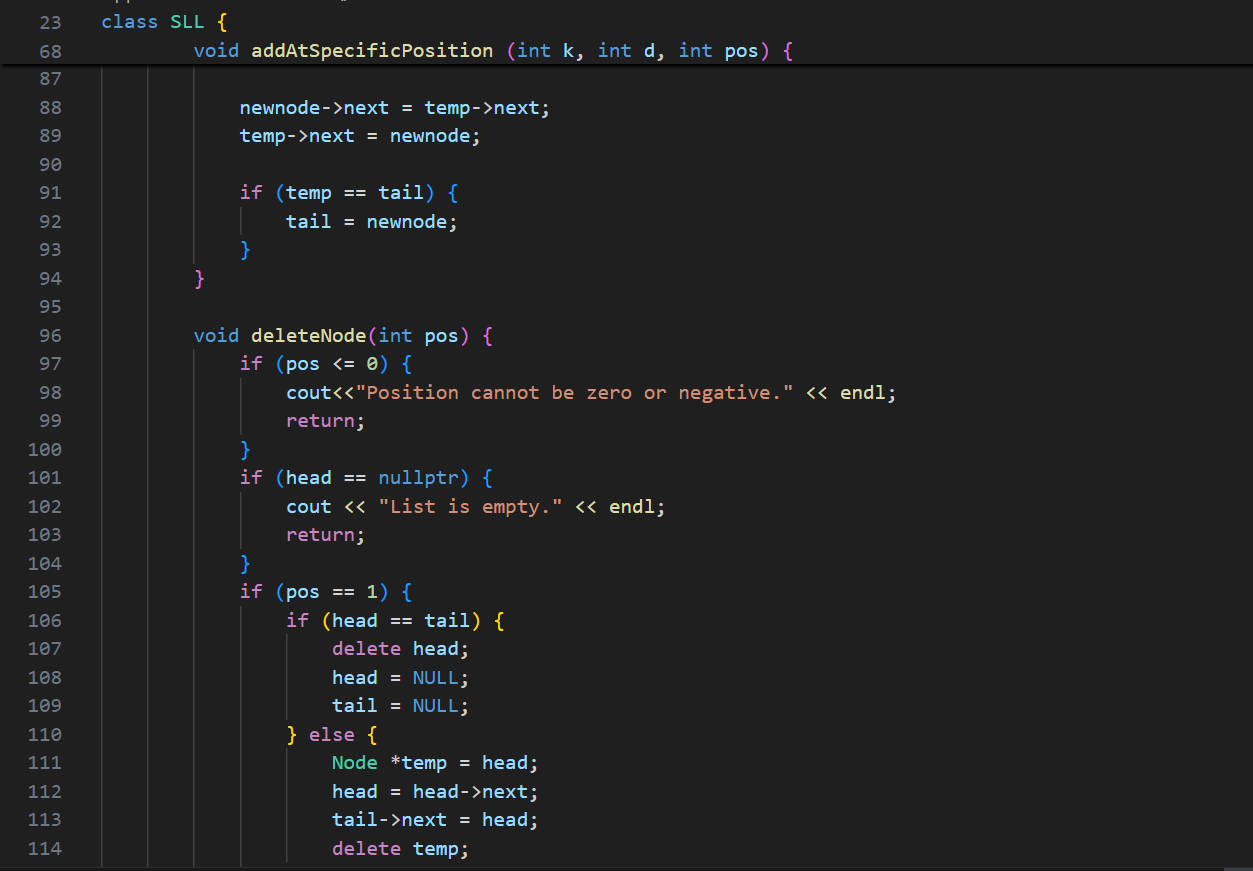 23 class SLL {
68 void addAtSpecificPosition (int k, int d, int pos) {
87
88 newnode->next = temp->next;
89 temp->next = newnode;
90
91 if (temp == tail) {
92 tail = newnode;
93 }
94 }
95
96 void deleteNode(int pos) {
97 if (pos <= 0) {
98 cout<<"Position cannot be zero or negative." << endl;
99 return;
100 }
101 if (head == nullptr) {
102 cout << "List is empty." << endl;
103 return;
104 }
105 if (pos == 1) {
106 if (head == tail) {
107 delete head;
108 head = NULL;
109 tail = NULL;
110 } else {
111 Node *temp = head;
112 head = head->next;
113 tail->next = head;
114 delete temp;